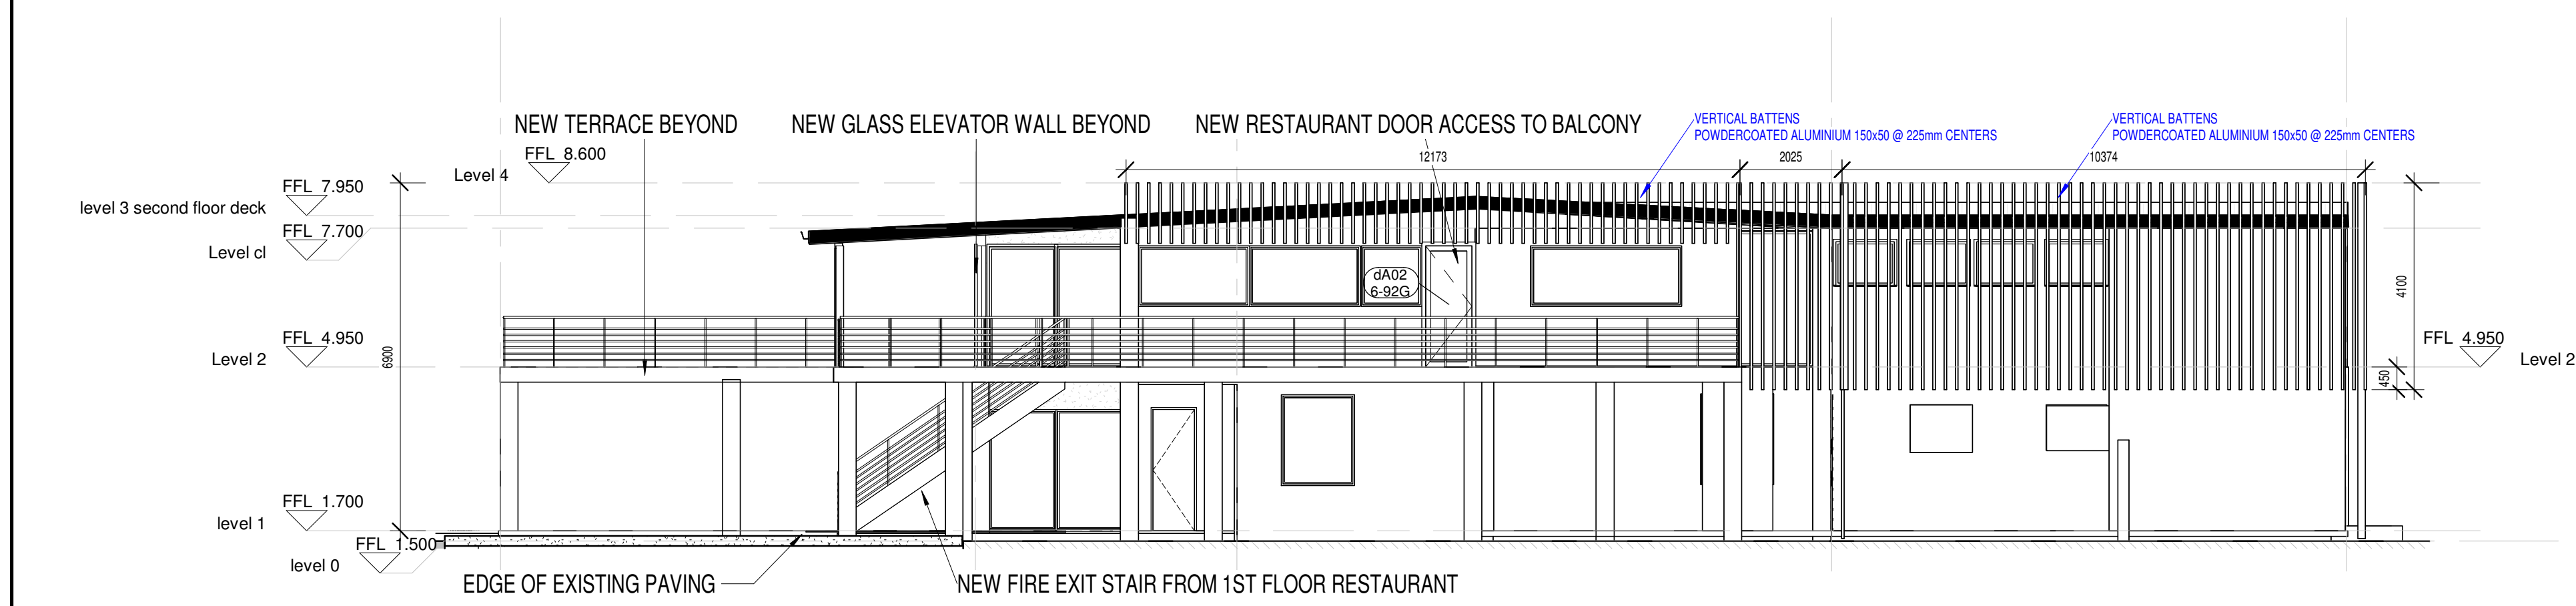 NEW TERRACE BEYOND
NEW GLASS ELEVATOR WALL BEYOND
NEW RESTAURANT DOOR ACCESS TO BALCONY
VERTICAL BATTENS
POWDERCOATED ALUMINIUM 150x50 @ 225mm CENTERS
VERTICAL BATTENS
POWDERCOATED ALUMINIUM 150x50 @ 225mm CENTERS
12173
2025
10374
FFL 8.600
Level 4
FFL 7.950
level 3 second floor deck
FFL 7.700
Level cl
dA02
6-92G
4100
FFL 4.950
Level 2
6900
FFL 4.950
Level 2
450
FFL 1.700
level 1
FFL 1.500
level 0
EDGE OF EXISTING PAVING
NEW FIRE EXIT STAIR FROM 1ST FLOOR RESTAURANT